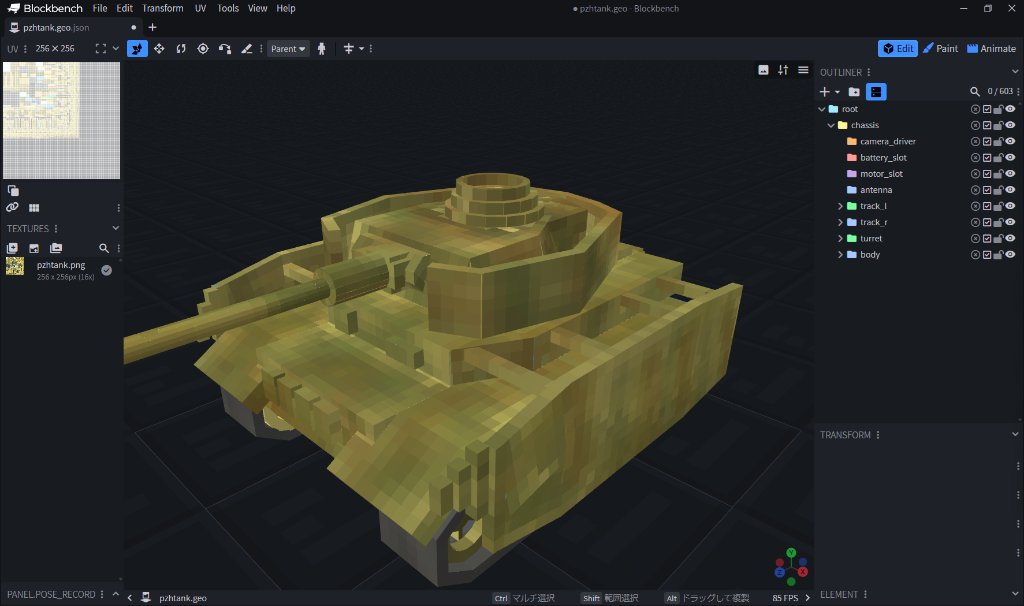 Blockbench File Edit Transform UV Tools View Help
pzhtank.geo - Blockbench
pzhtank.geo.json
UV 256 × 256
Parent
Edit Paint Animate
OUTLINER
0 / 603
root
chassis
camera_driver
battery_slot
motor_slot
antenna
track_l
track_r
turret
body
TEXTURES
pzhtank.png
256 x 256px (16x)
TRANSFORM
PANEL.POSE_RECORD
pzhtank.geo
Ctrl マルチ選択 Shift 範囲選択 Alt ドラッグして複製 85 FPS
ELEMENT
Y
Z
X